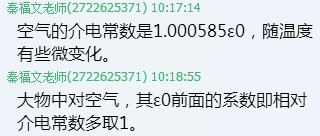 秦福文老师(2722625371) 10:17:14
空气的介电常数是1.000585ε0，随温度
有些微变化。
秦福文老师(2722625371) 10:18:55
大物中对空气，其ε0前面的系数即相对
介电常数多取1。